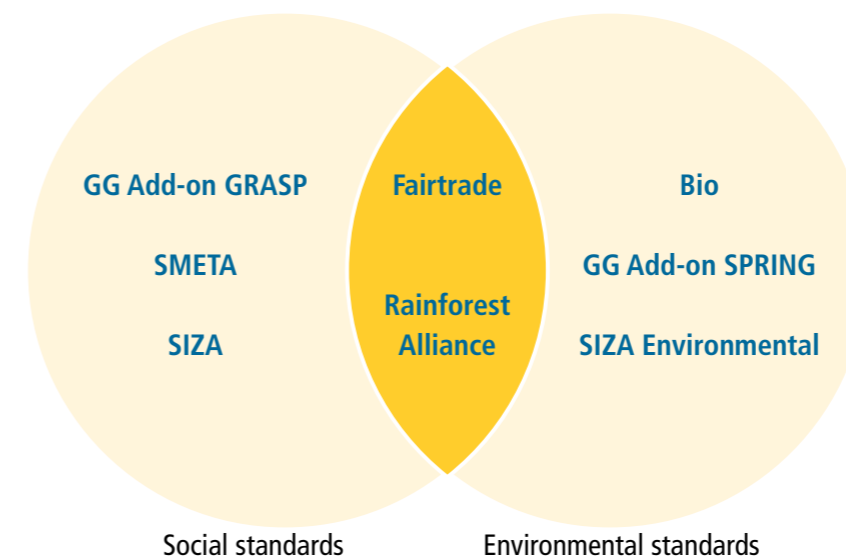 GG Add-on GRASP
SMETA
SIZA
Fairtrade
Rainforest
Alliance
Bio
GG Add-on SPRING
SIZA Environmental
Social standards
Environmental standards